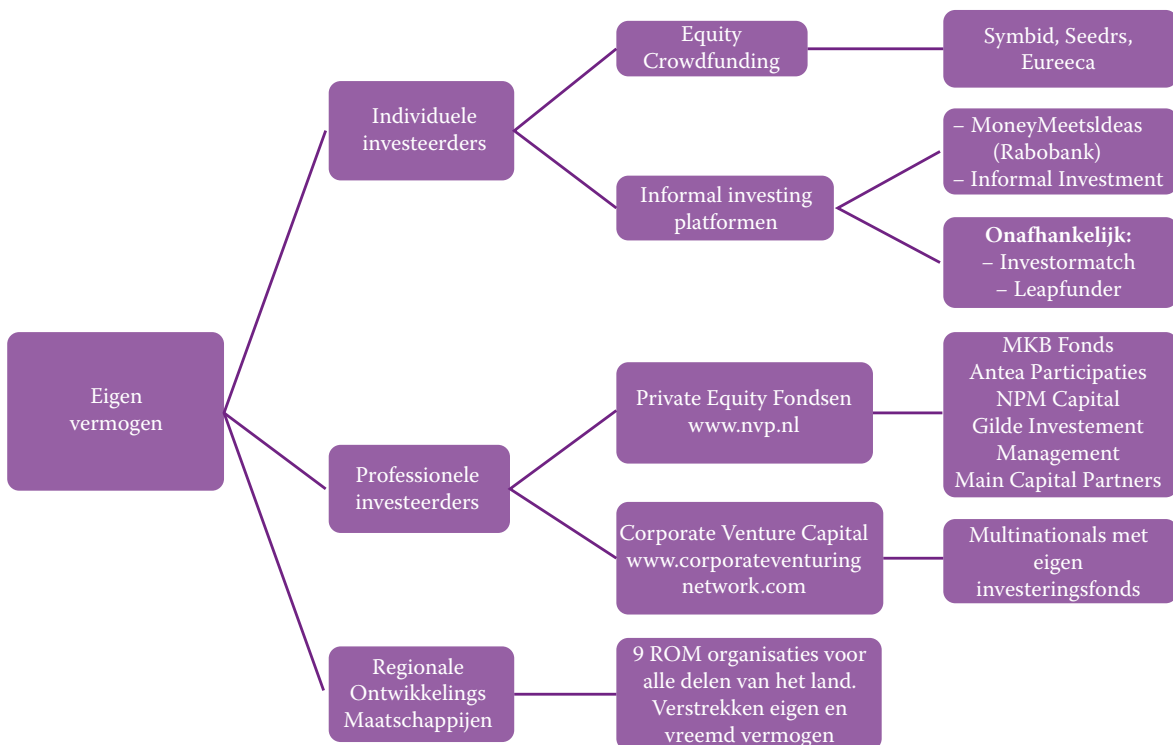 Eigen
vermogen
Individuele
investeerders
Equity
Crowdfunding
Symbid, Seedrs,
Eureeca
Informal investing
platformen
– MoneyMeetsldeas
(Rabobank)
– Informal Investment
Onafhankelijk:
– Investormatch
– Leapfunder
Professionele
investeerders
Private Equity Fondsen
www.nvp.nl
MKB Fonds
Antea Participaties
NPM Capital
Gilde Investement
Management
Main Capital Partners
Corporate Venture Capital
www.corporateventuring
network.com
Multinationals met
eigen
investeringsfonds
Regionale
Ontwikkelings
Maatschappijen
9 ROM organisaties voor
alle delen van het land.
Verstrekken eigen en
vreemd vermogen